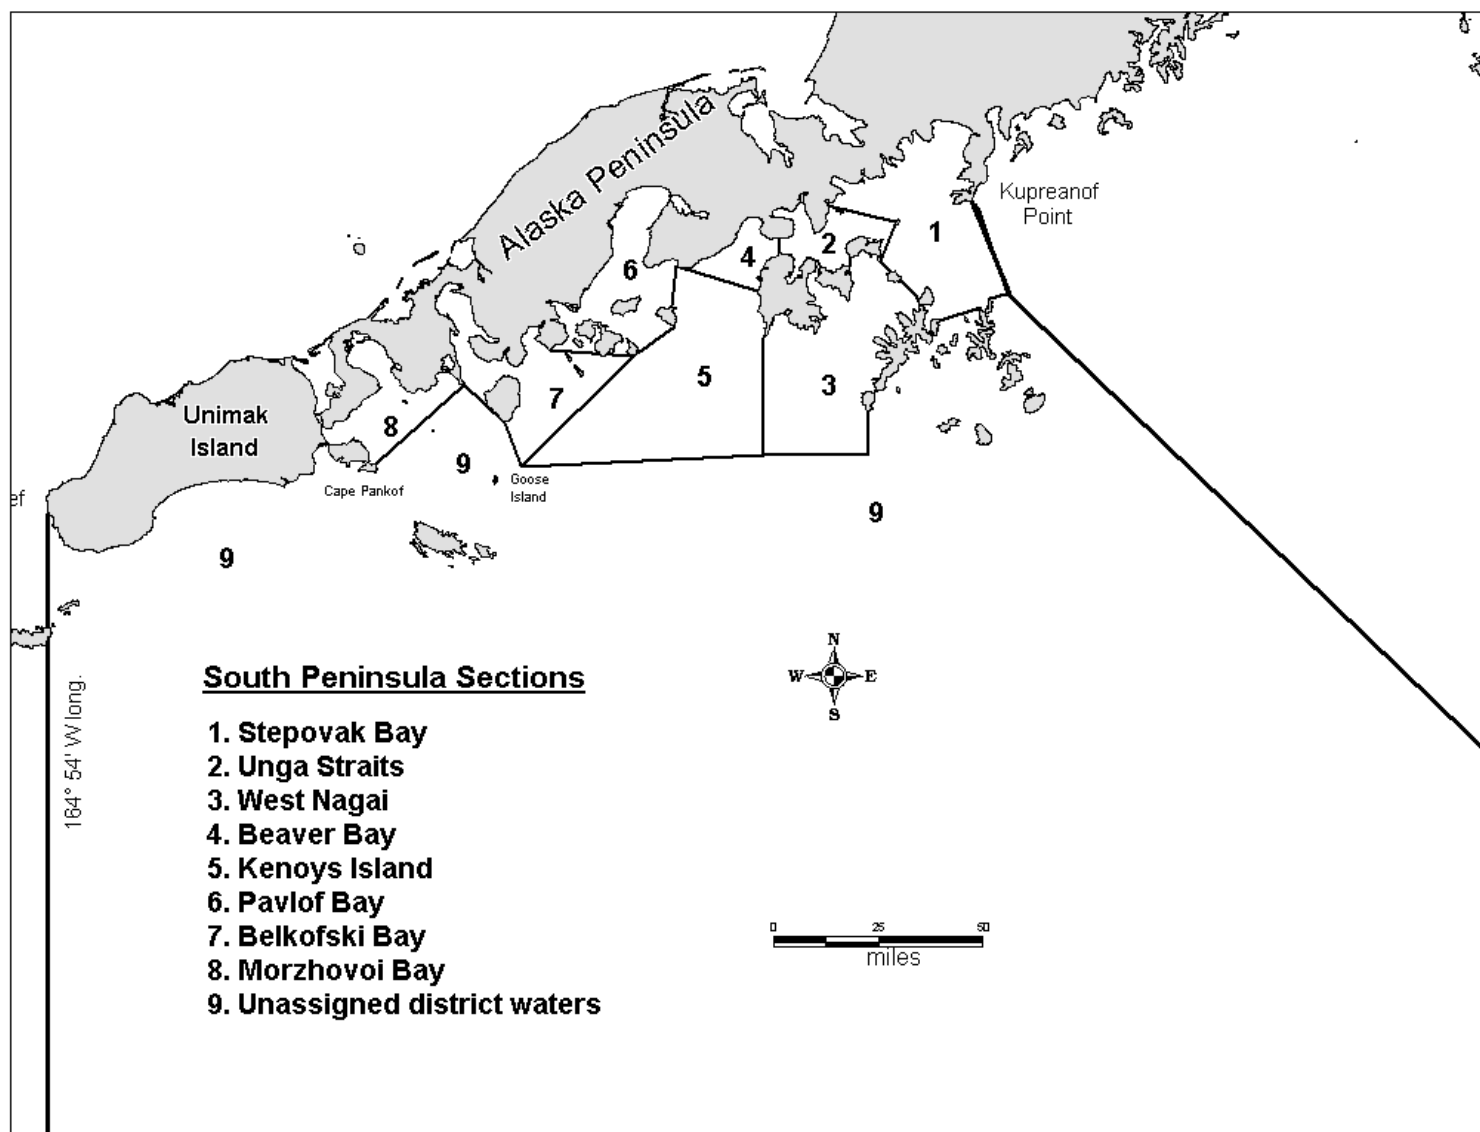 Alaska Peninsula
Kupreanof
Point
1
2
4
6
5
3
7
8
9
Unimak
Island
Cape Pankof
Goose
Island
ef
9
9
164° 54' W long.
N
W E
S
South Peninsula Sections
1. Stepovak Bay
2. Unga Straits
3. West Nagai
4. Beaver Bay
5. Kenoys Island
6. Pavlof Bay
7. Belkofski Bay
8. Morzhovoi Bay
9. Unassigned district waters
0 25 50
miles